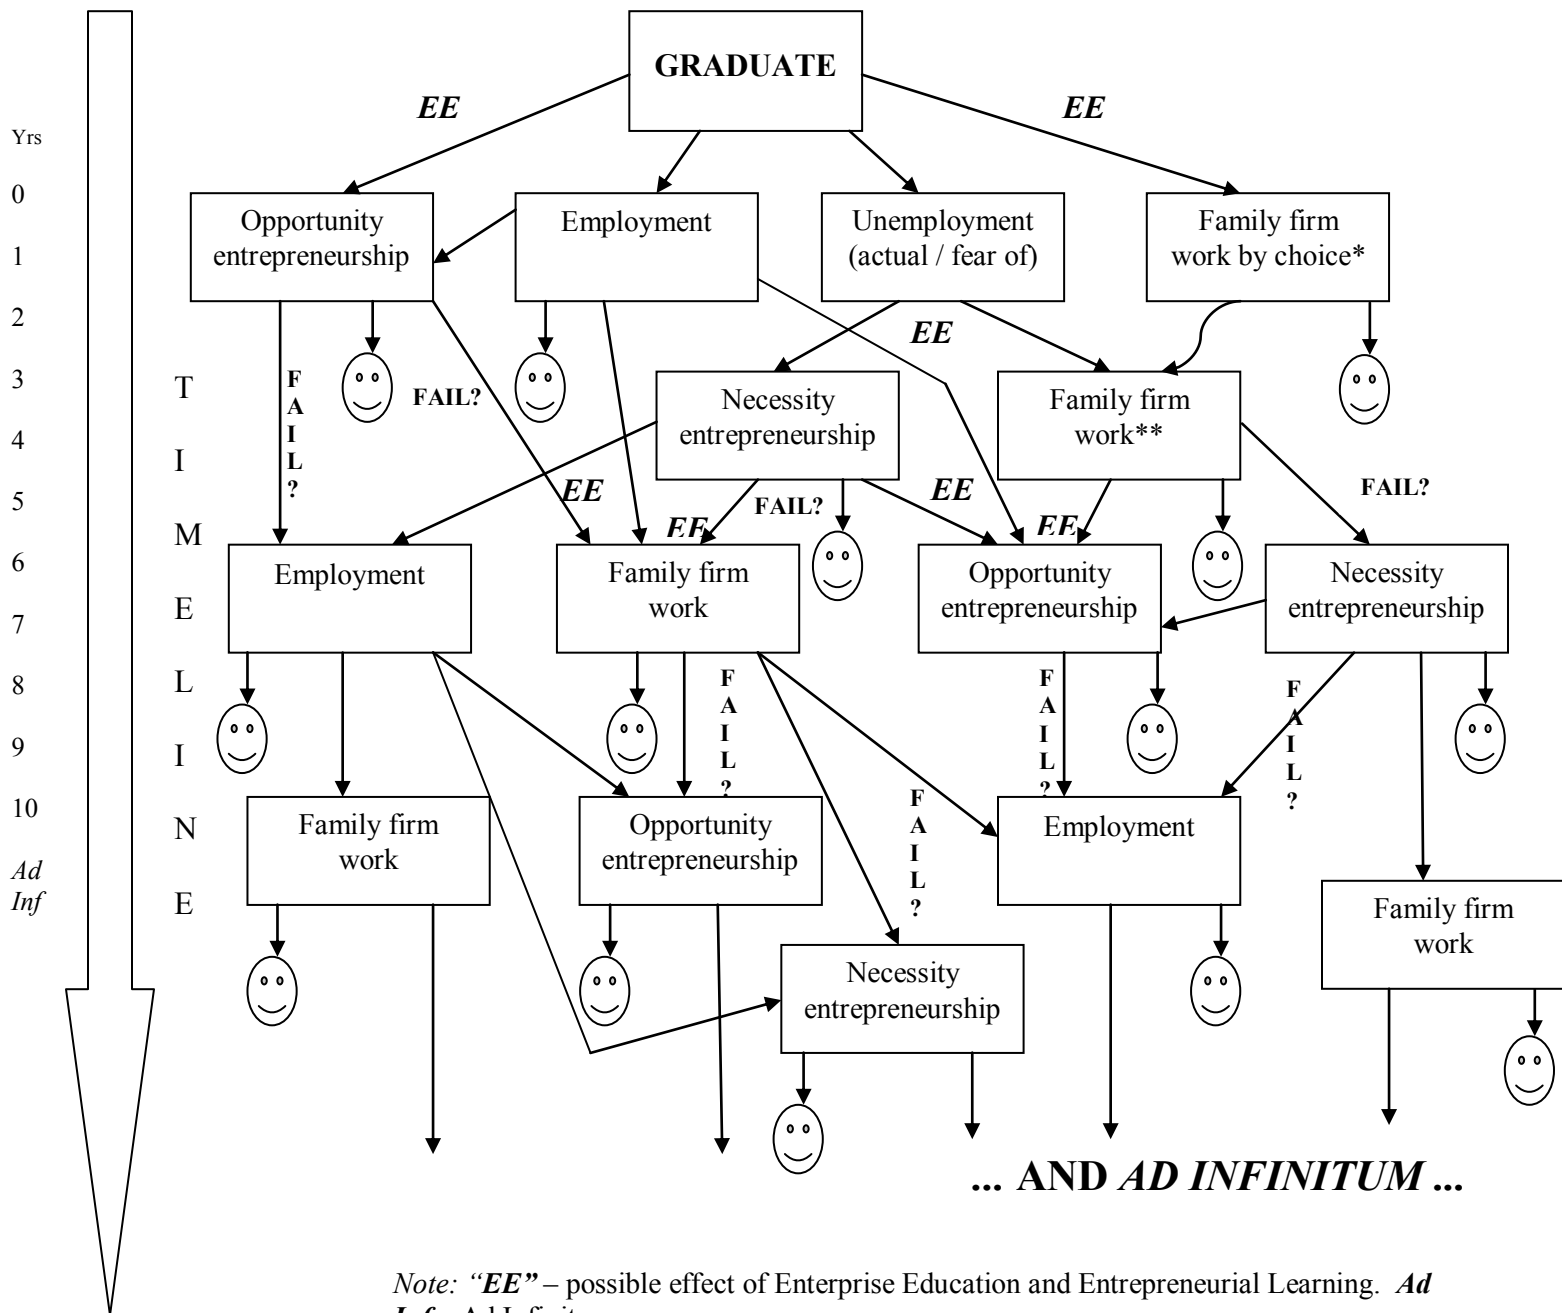 GRADUATE
EE
EE
Yrs
0
1
2
3
4
5
6
7
8
9
10
Ad
Inf
TIMELINE
Opportunity
entrepreneurship
Employment
Unemployment
(actual / fear of)
Family firm
work by choice*
EE
FAIL?
FAIL?
Necessity
entrepreneurship
Family firm
work**
EE
EE
FAIL?
EE
EE
FAIL?
Employment
Family firm
work
Opportunity
entrepreneurship
Necessity
entrepreneurship
FAIL?
FAIL?
FAIL?
FAIL?
Family firm
work
Opportunity
entrepreneurship
Employment
Family firm
work
Necessity
entrepreneurship
... AND AD INFINITUM ...
Note: “EE” – possible effect of Enterprise Education and Entrepreneurial Learning. Ad